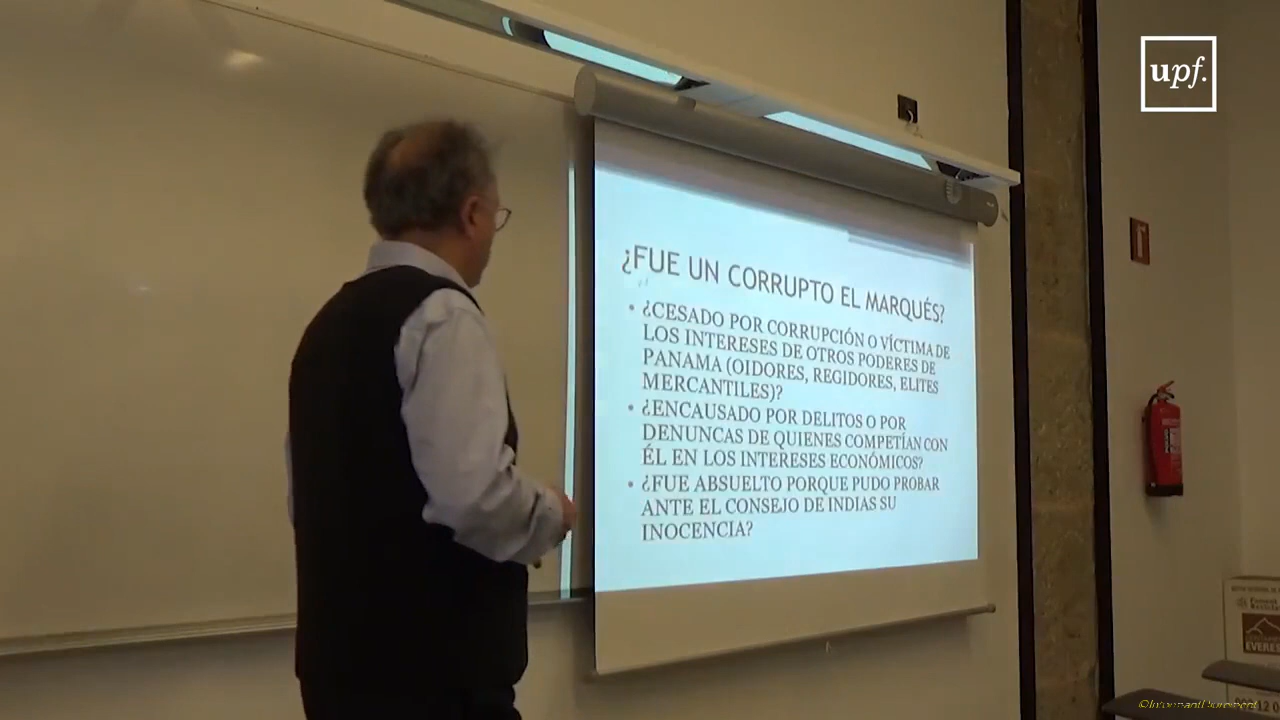 upf.
¿FUE UN CORRUPTO EL MARQUÉS?
• ¿CESADO POR CORRUPCIÓN O VÍCTIMA DE
LOS INTERESES DE OTROS PODERES DE
PANAMA (OIDORES, REGIDORES, ELITES
MERCANTILES)?
• ¿ENCAUSADO POR DELITOS O POR
DENUNCAS DE QUIENES COMPETÍAN CON
ÉL EN LOS INTERESES ECONÓMICOS?
• ¿FUE ABSUELTO PORQUE PUDO PROBAR
ANTE EL CONSEJO DE INDIAS SU
INOCENCIA?